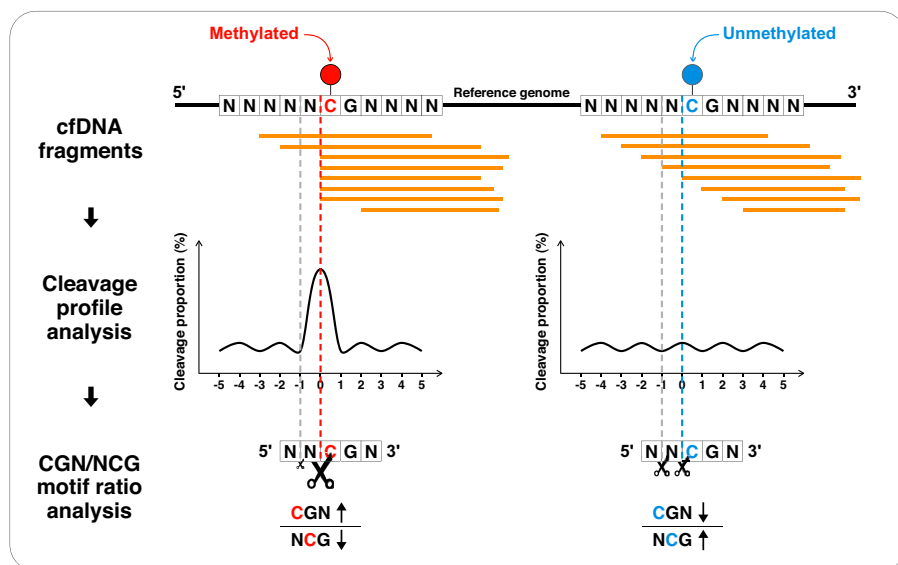 Methylated
Unmethylated
5' Reference genome 3'
N N N N N C G N N N N
N N N N N C G N N N N
cfDNA
fragments
Cleavage proportion (%)
Cleavage proportion (%)
Cleavage
profile
analysis
-5 -4 -3 -2 -1 0 1 2 3 4 5
-5 -4 -3 -2 -1 0 1 2 3 4 5
5' N N C G N 3'
5' N N C G N 3'
CGN/NCG
motif ratio
analysis
CGN ↑
NCG ↓
CGN ↓
NCG ↑